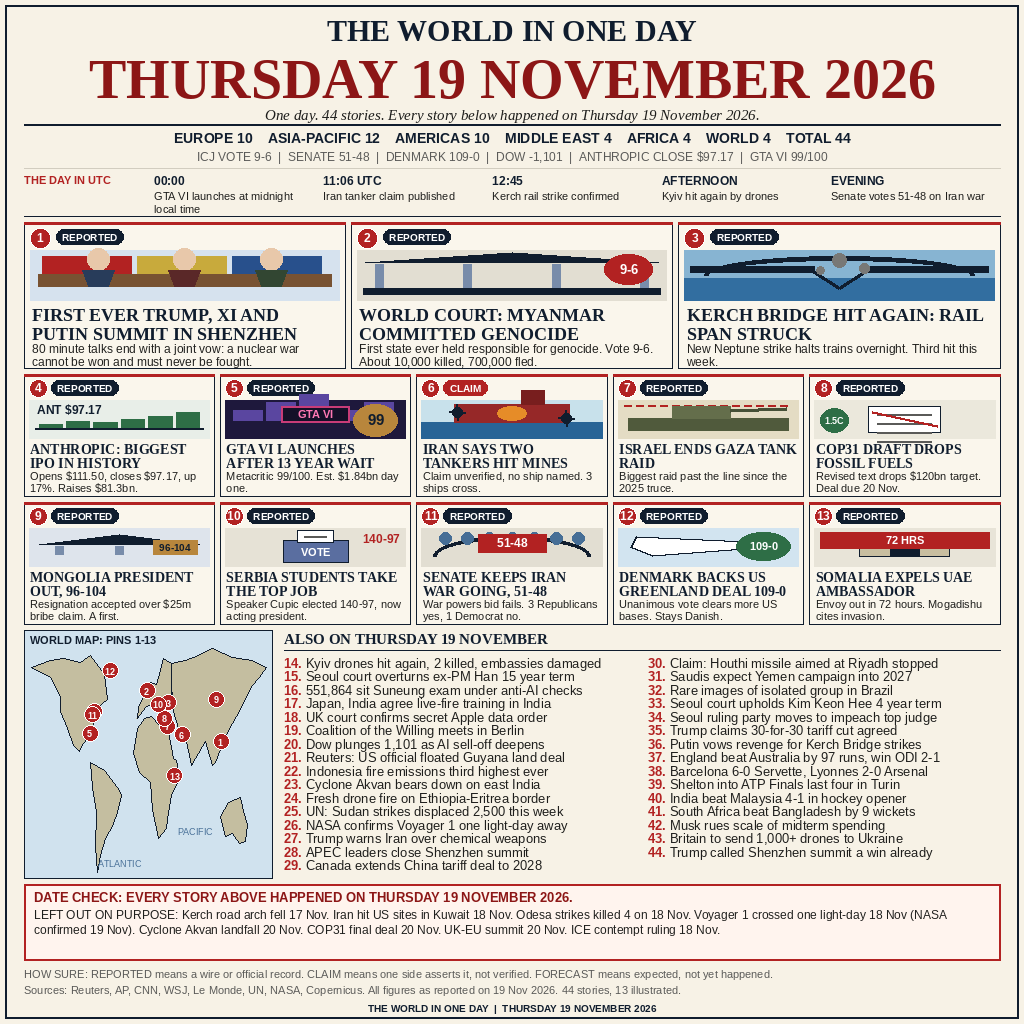 THE WORLD IN ONE DAY
THURSDAY 19 NOVEMBER 2026
One day. 44 stories. Every story below happened on Thursday 19 November 2026.
EUROPE 10 ASIA-PACIFIC 12 AMERICAS 10 MIDDLE EAST 4 AFRICA 4 WORLD 4 TOTAL 44
ICJ VOTE 9-6 | SENATE 51-48 | DENMARK 109-0 | DOW -1,101 | ANTHROPIC CLOSE $97.17 | GTA VI 99/100
THE DAY IN UTC
00:00
GTA VI launches at midnight
local time
11:06 UTC
Iran tanker claim published
12:45
Kerch rail strike confirmed
AFTERNOON
Kyiv hit again by drones
EVENING
Senate votes 51-48 on Iran war
1 REPORTED
FIRST EVER TRUMP, XI AND
PUTIN SUMMIT IN SHENZHEN
80 minute talks end with a joint vow: a nuclear war
cannot be won and must never be fought.
2 REPORTED
9-6
WORLD COURT: MYANMAR
COMMITTED GENOCIDE
First state ever held responsible for genocide. Vote 9-6.
About 10,000 killed, 700,000 fled.
3 REPORTED
KERCH BRIDGE HIT AGAIN: RAIL
SPAN STRUCK
New Neptune strike halts trains overnight. Third hit this
week.
4 REPORTED
ANT $97.17
ANTHROPIC: BIGGEST
IPO IN HISTORY
Opens $111.50, closes $97.17, up
17%. Raises $81.3bn.
5 REPORTED
GTA VI
99
GTA VI LAUNCHES
AFTER 13 YEAR WAIT
Metacritic 99/100. Est. $1.84bn day
one.
6 CLAIM
IRAN SAYS TWO
TANKERS HIT MINES
Claim unverified, no ship named. 3
ships cross.
7 REPORTED
ISRAEL ENDS GAZA TANK
RAID
Biggest raid past the line since the
2025 truce.
8 REPORTED
1.5C
COP31 DRAFT DROPS
FOSSIL FUELS
Revised text drops $120bn target.
Deal due 20 Nov.
9 REPORTED
96-104
MONGOLIA PRESIDENT
OUT, 96-104
Resignation accepted over $25m
bribe claim. A first.
10 REPORTED
VOTE
140-97
SERBIA STUDENTS TAKE
THE TOP JOB
Speaker Cupic elected 140-97, now
acting president.
11 REPORTED
51-48
SENATE KEEPS IRAN
WAR GOING, 51-48
War powers bid fails. 3 Republicans
yes, 1 Democrat no.
12 REPORTED
109-0
DENMARK BACKS US
GREENLAND DEAL 109-0
Unanimous vote clears more US
bases. Stays Danish.
13 REPORTED
72 HRS
SOMALIA EXPELS UAE
AMBASSADOR
Envoy out in 72 hours. Mogadishu
cites invasion.
WORLD MAP: PINS 1-13
12
2
10
3
9
11
8
7
5
6
1
13
PACIFIC
ATLANTIC
ALSO ON THURSDAY 19 NOVEMBER
14. Kyiv drones hit again, 2 killed, embassies damaged
15. Seoul court overturns ex-PM Han 15 year term
16. 551,864 sit Suneung exam under anti-AI checks
17. Japan, India agree live-fire training in India
18. UK court confirms secret Apple data order
19. Coalition of the Willing meets in Berlin
20. Dow plunges 1,101 as AI sell-off deepens
21. Reuters: US official floated Guyana land deal
22. Indonesia fire emissions third highest ever
23. Cyclone Akvan bears down on east India
24. Fresh drone fire on Ethiopia-Eritrea border
25. UN: Sudan strikes displaced 2,500 this week
26. NASA confirms Voyager 1 one light-day away
27. Trump warns Iran over chemical weapons
28. APEC leaders close Shenzhen summit
29. Canada extends China tariff deal to 2028
30. Claim: Houthi missile aimed at Riyadh stopped
31. Saudis expect Yemen campaign into 2027
32. Rare images of isolated group in Brazil
33. Seoul court upholds Kim Keon Hee 4 year term
34. Seoul ruling party moves to impeach top judge
35. Trump claims 30-for-30 tariff cut agreed
36. Putin vows revenge for Kerch Bridge strikes
37. England beat Australia by 97 runs, win ODI 2-1
38. Barcelona 6-0 Servette, Lyonnes 2-0 Arsenal
39. Shelton into ATP Finals last four in Turin
40. India beat Malaysia 4-1 in hockey opener
41. South Africa beat Bangladesh by 9 wickets
42. Musk rues scale of midterm spending
43. Britain to send 1,000+ drones to Ukraine
44. Trump called Shenzhen summit a win already
DATE CHECK: EVERY STORY ABOVE HAPPENED ON THURSDAY 19 NOVEMBER 2026.
LEFT OUT ON PURPOSE: Kerch road arch fell 17 Nov. Iran hit US sites in Kuwait 18 Nov. Odesa strikes killed 4 on 18 Nov. Voyager 1 crossed one light-day 18 Nov (NASA
confirmed 19 Nov). Cyclone Akvan landfall 20 Nov. COP31 final deal 20 Nov. UK-EU summit 20 Nov. ICE contempt ruling 18 Nov.
HOW SURE: REPORTED means a wire or official record. CLAIM means one side asserts it, not verified. FORECAST means expected, not yet happened.
Sources: Reuters, AP, CNN, WSJ, Le Monde, UN, NASA, Copernicus. All figures as reported on 19 Nov 2026. 44 stories, 13 illustrated.
THE WORLD IN ONE DAY | THURSDAY 19 NOVEMBER 2026